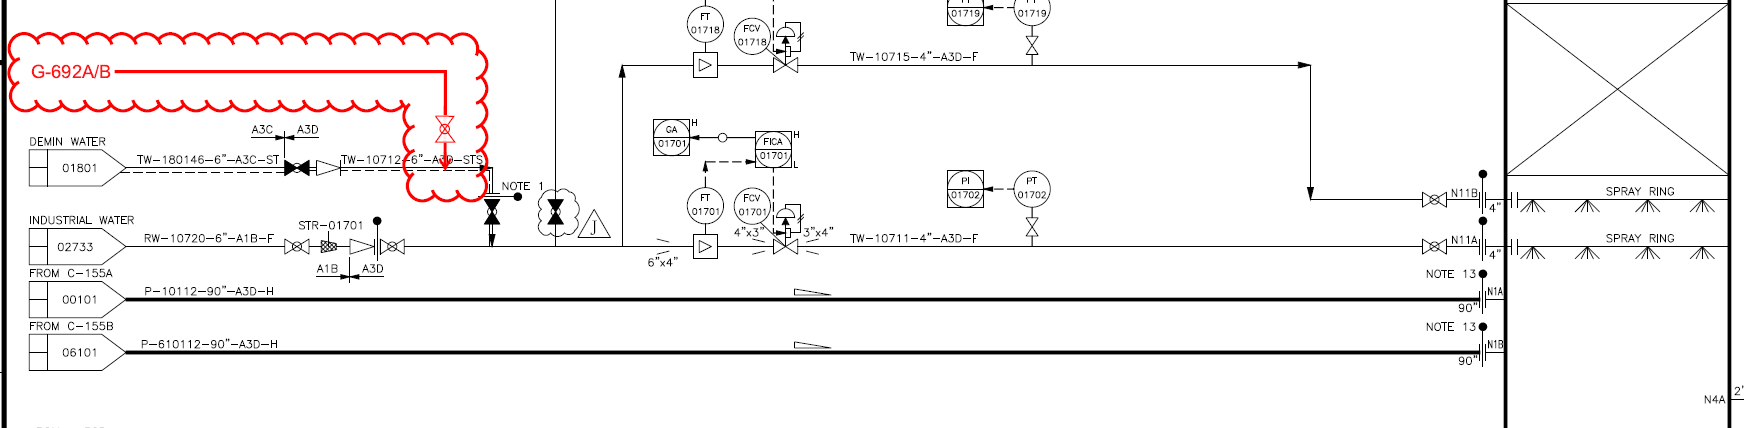 01719
01719
FT
01718
FCV
01718
TW-10715-4"-A3D-F
G-692A/B
A3C A3D
DEMIN WATER
01801
TW-180146-6"-A3C-ST
TW-10712-6"-A3D-STS
NOTE 1
GA
01701
H
FICA
01701
H
L
FT
01701
FCV
01701
PI
01702
PT
01702
N11B
4"
SPRAY RING
INDUSTRIAL WATER
02733
RW-10720-6"-A1B-F
STR-01701
A1B A3D
J
6"x4"
4"x3"
3"x4"
TW-10711-4"-A3D-F
N11A
4"
SPRAY RING
FROM C-155A
00101
P-10112-90"-A3D-H
NOTE 13
N1A
90"
FROM C-155B
06101
P-610112-90"-A3D-H
NOTE 13
N1B
90"
N4A
2"